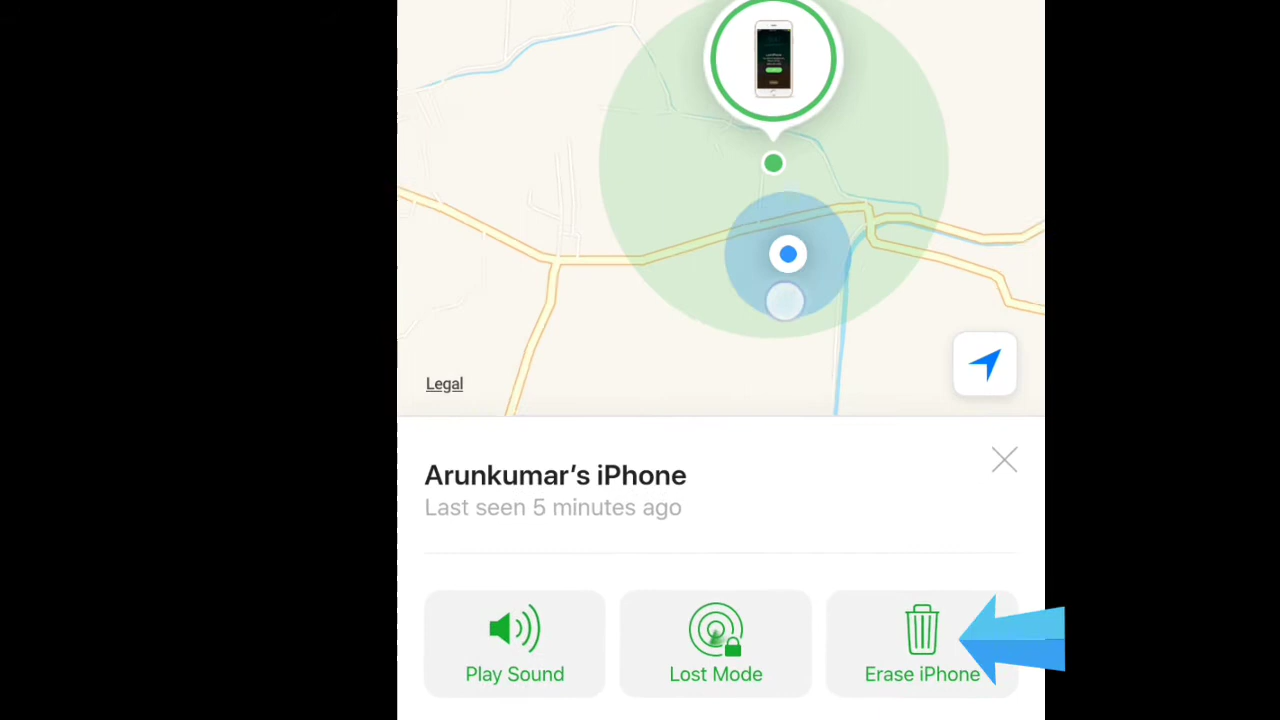 Legal
Arunkumar’s iPhone
Last seen 5 minutes ago
Play Sound
Lost Mode
Erase iPhone